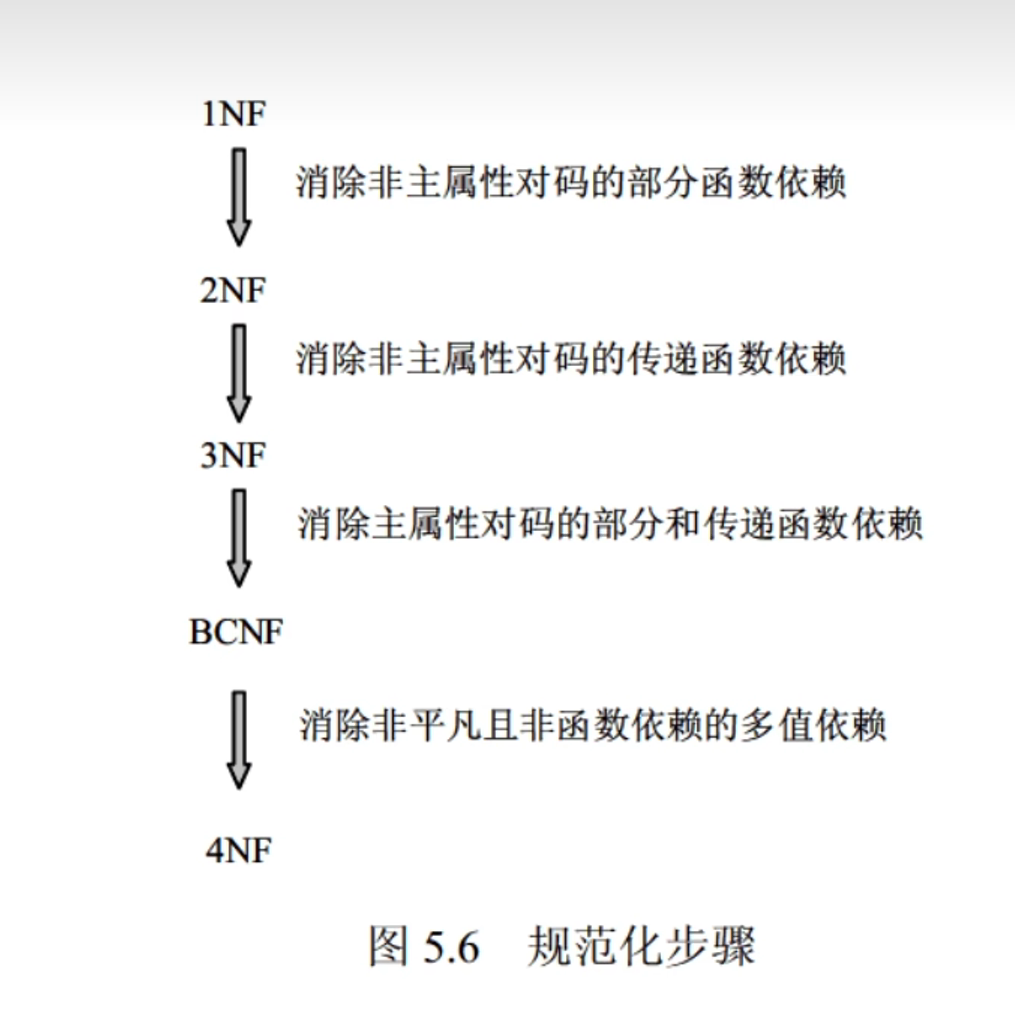 1NF
消除非主属性对码的部分函数依赖
2NF
消除非主属性对码的传递函数依赖
3NF
消除主属性对码的部分和传递函数依赖
BCNF
消除非平凡且非函数依赖的多值依赖
4NF
图 5.6 规范化步骤